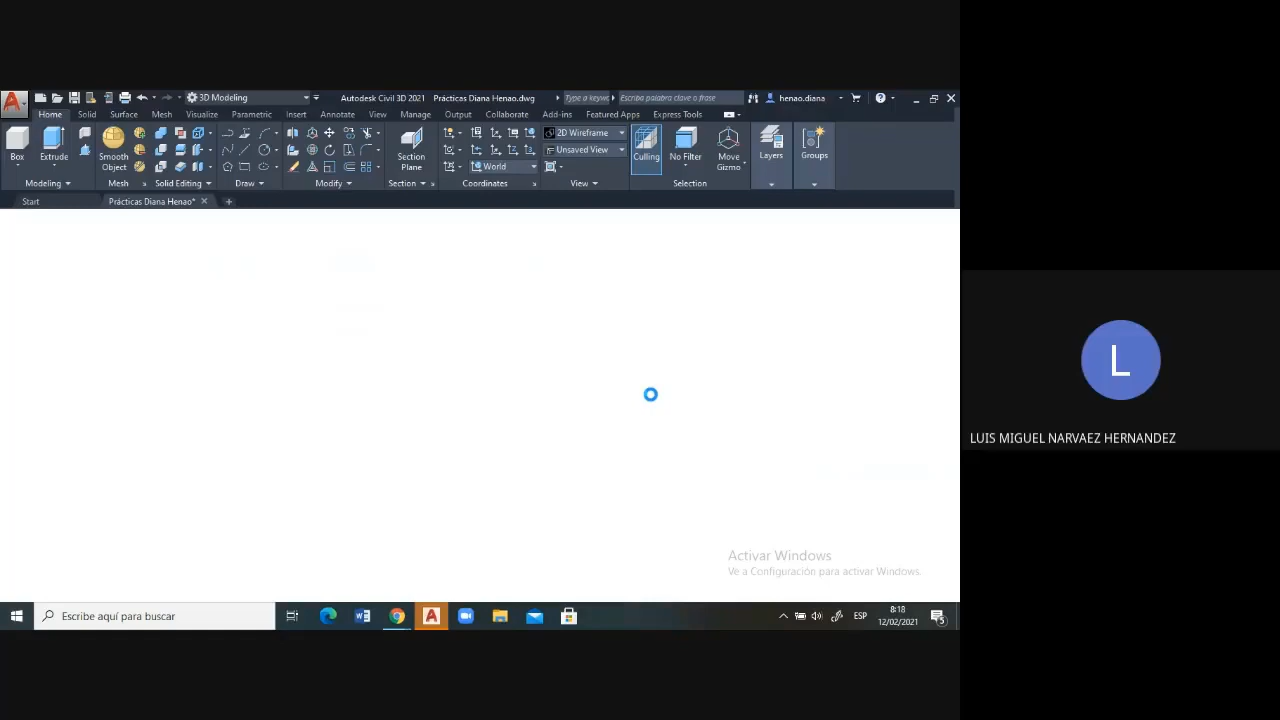 3D Modeling
Autodesk Civil 3D 2021 Prácticas Diana Henao.dwg
Type a keyw
Escriba palabra clave o frase
henao.diana
Home Solid Surface Mesh Visualize Parametric Insert Annotate View Manage Output Collaborate Add-ins Featured Apps Express Tools
Box
Extrude
Smooth
Object
Section
Plane
World
2D Wireframe
Unsaved View
Culling
No Filter
Move
Gizmo
Layers
Groups
Modeling Mesh Solid Editing Draw Modify Section Coordinates View Selection
Start Prácticas Diana Henao*
L
LUIS MIGUEL NARVAEZ HERNANDEZ
Activar Windows
Ve a Configuración para activar Windows.
Escribe aquí para buscar
ESP
8:18
12/02/2021
5